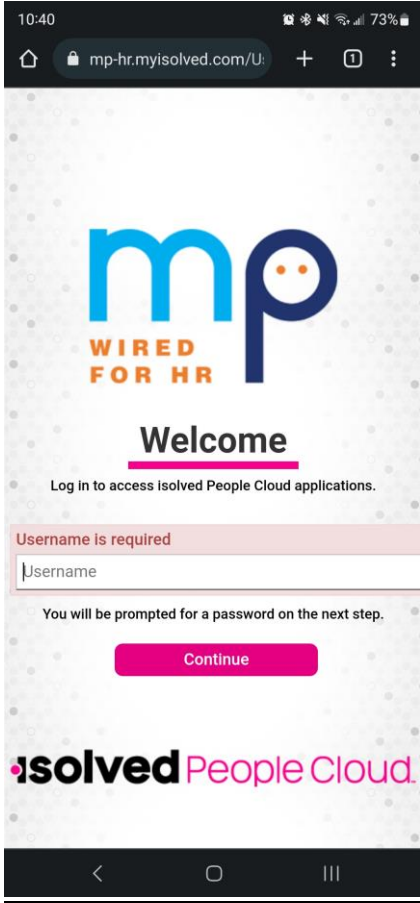 10:40
73%
mp-hr.myisolved.com/U
1
mp
WIRED
FOR HR
Welcome
Log in to access isolved People Cloud applications.
Username is required
Username
You will be prompted for a password on the next step.
Continue
isolved People Cloud.